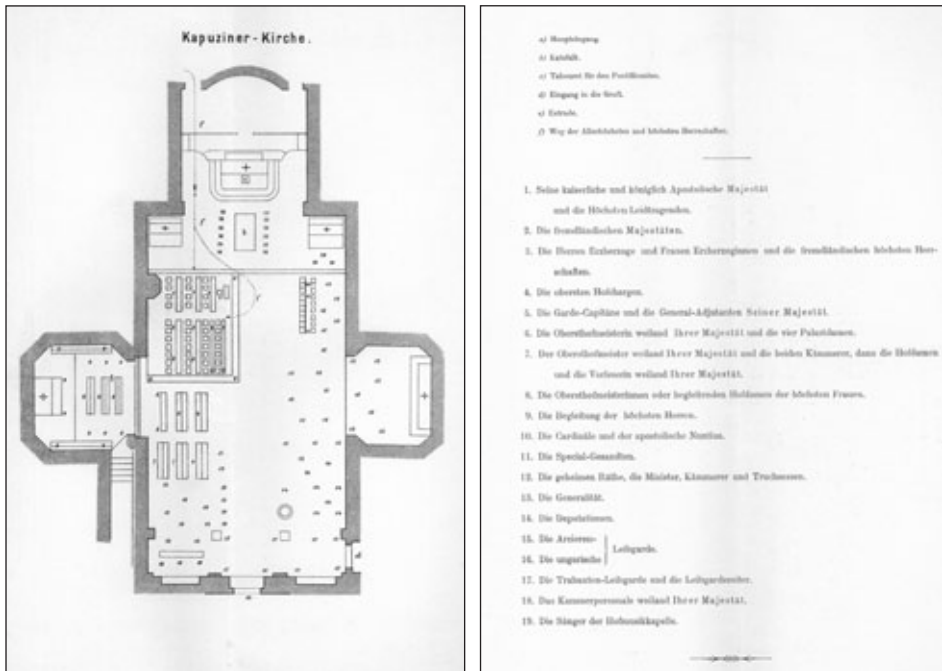 Kapuziner-Kirche.
a) Haupteingang.
b) Katafalk.
c) Tabouret für den Pontificanten.
d) Eingang in die Gruft.
e) Estrade.
f) Weg der Allerhöchsten und höchsten Herrschaften.
1. Seine kaiserliche und königlich Apostolische Majestät
und die Höchsten Leidtragenden.
2. Die fremdländischen Majestäten.
3. Die Herren Erzherzoge und Frauen Erzherzoginnen und die fremdländischen höchsten Herr-
schaften.
4. Die obersten Hofchargen.
5. Die Garde-Capitäne und die General-Adjutanten Seiner Majestät.
6. Die Obersthofmeisterin weiland Ihrer Majestät und die vier Palastdamen.
7. Der Obersthofmeister weiland Ihrer Majestät und die beiden Kämmerer, dann die Hofdamen
und die Vorleserin weiland Ihrer Majestät.
8. Die Obersthofmeisterinen oder begleitenden Hofdamen der höchsten Frauen.
9. Die Begleitung der höchsten Herren.
10. Die Cardinäle und der apostolische Nuntius.
11. Die Special-Gesandten.
12. Die geheimen Räthe, die Minister, Kämmerer und Truchsessen.
13. Die Generalität.
14. Die Deputationen.
15. Die Arcieren-
Leibgarde.
16. Die ungarische
17. Die Trabanten-Leibgarde und die Leibgardereiter.
18. Das Kammerpersonale weiland Ihrer Majestät.
19. Die Sänger der Hofmusikkapelle.